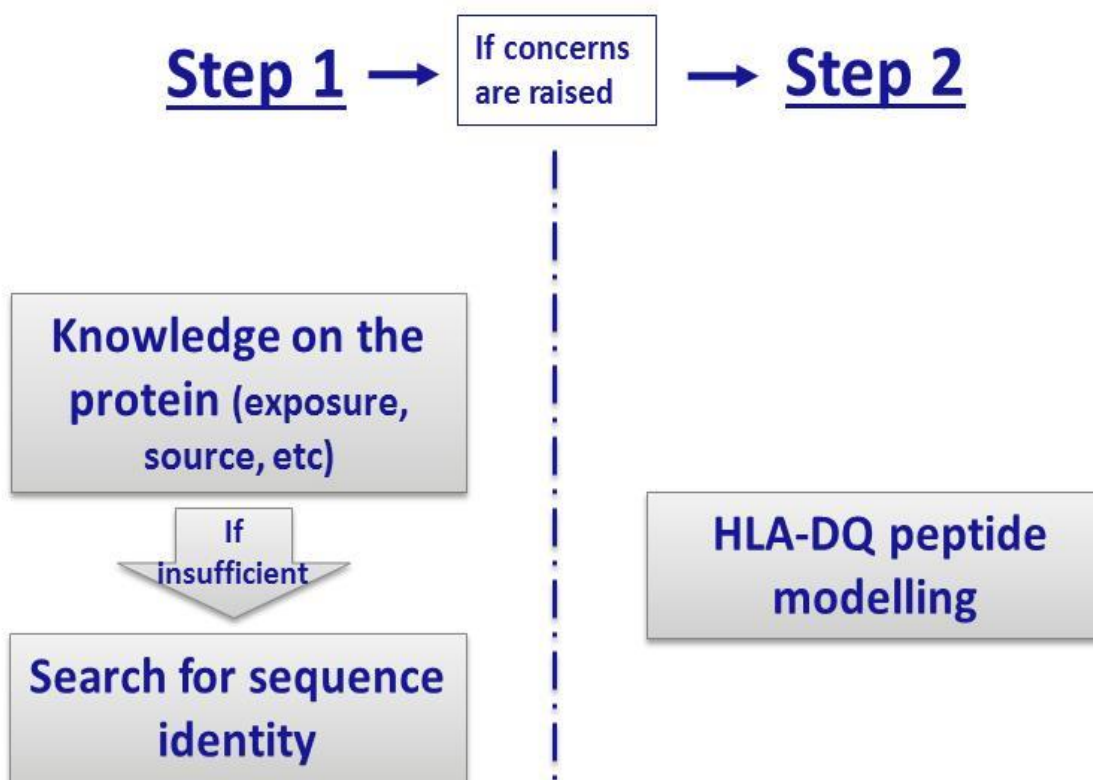 Step 1
If concerns
are raised
Step 2
Knowledge on the
protein (exposure,
source, etc)
If
insufficient
Search for sequence
identity
HLA-DQ peptide
modelling